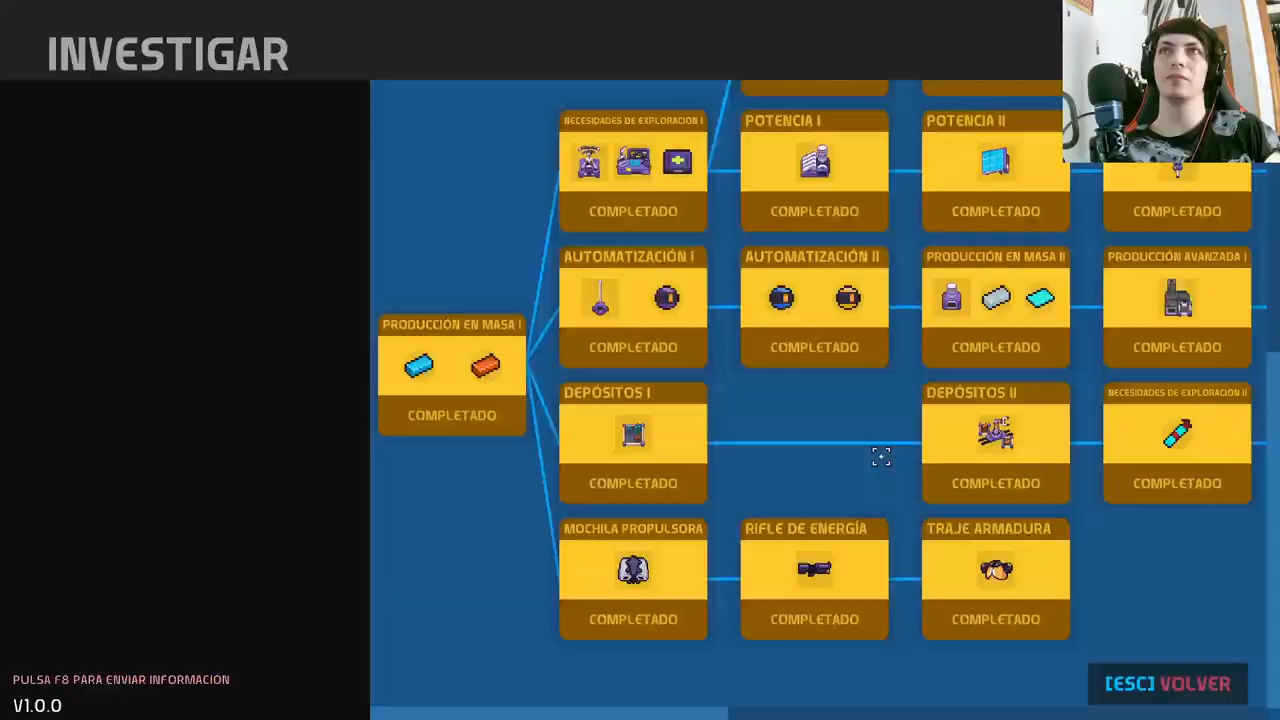 INVESTIGAR
NECESIDADES DE EXPLORACIÓN I
POTENCIA I
POTENCIA II
COMPLETADO
COMPLETADO
COMPLETADO
COMPLETADO
AUTOMATIZACIÓN I
AUTOMATIZACIÓN II
PRODUCCIÓN EN MASA II
PRODUCCIÓN AVANZADA I
COMPLETADO
COMPLETADO
COMPLETADO
COMPLETADO
PRODUCCIÓN EN MASA I
COMPLETADO
DEPÓSITOS I
DEPÓSITOS II
NECESIDADES DE EXPLORACIÓN II
COMPLETADO
COMPLETADO
COMPLETADO
MOCHILA PROPULSORA
RIFLE DE ENERGÍA
TRAJE ARMADURA
COMPLETADO
COMPLETADO
COMPLETADO
PULSA F8 PARA ENVIAR INFORMACIÓN
V1.0.0
[ESC] VOLVER